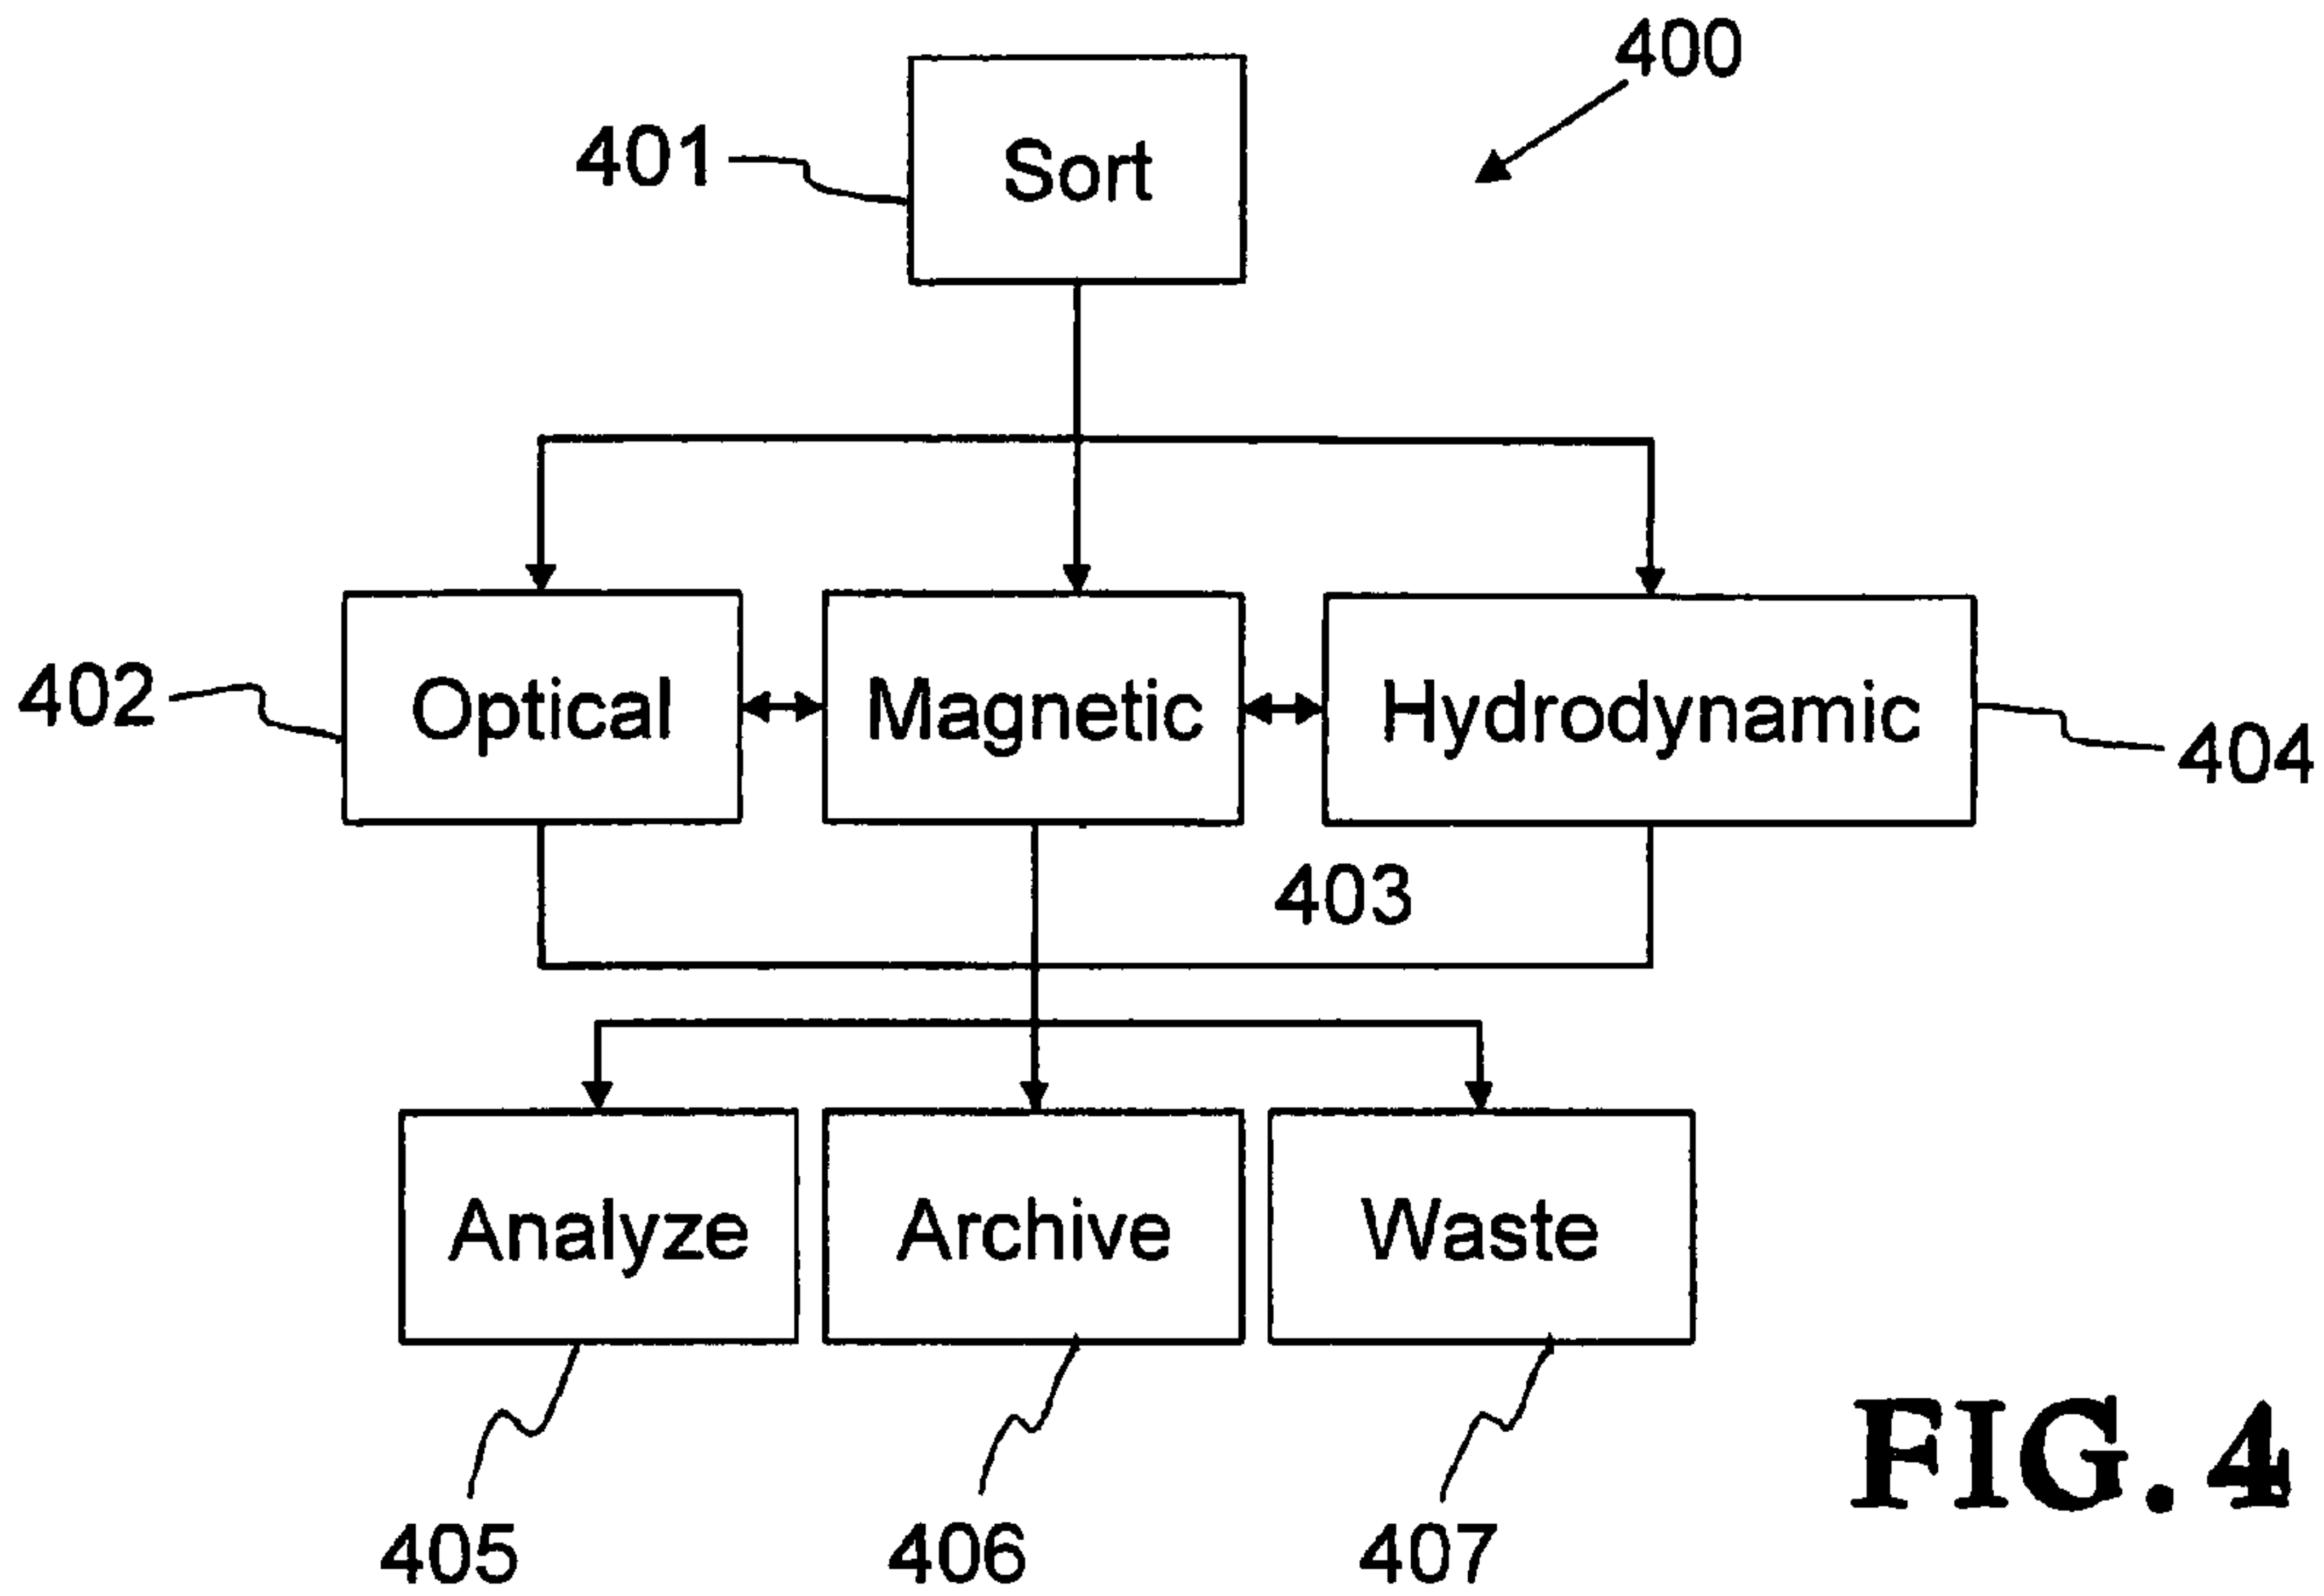 400
401
Sort
402
Optical
Magnetic
Hydrodynamic
404
403
Analyze
Archive
Waste
405
406
407
FIG. 4